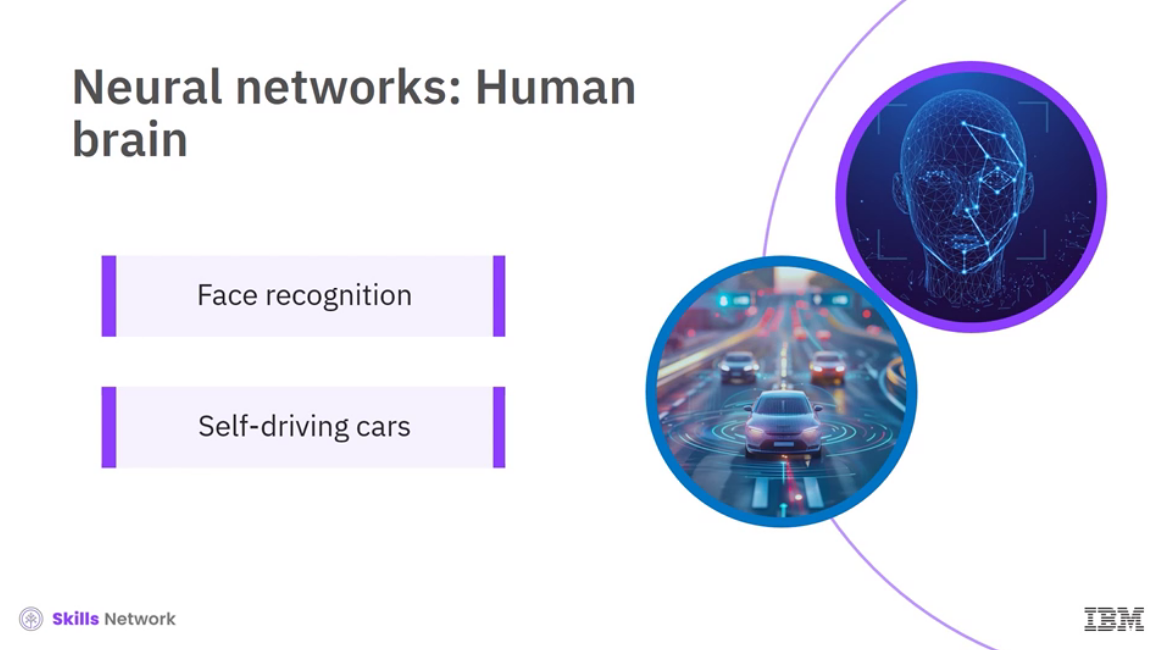 Neural networks: Human
brain
Face recognition
Self-driving cars
Skills Network
IBM